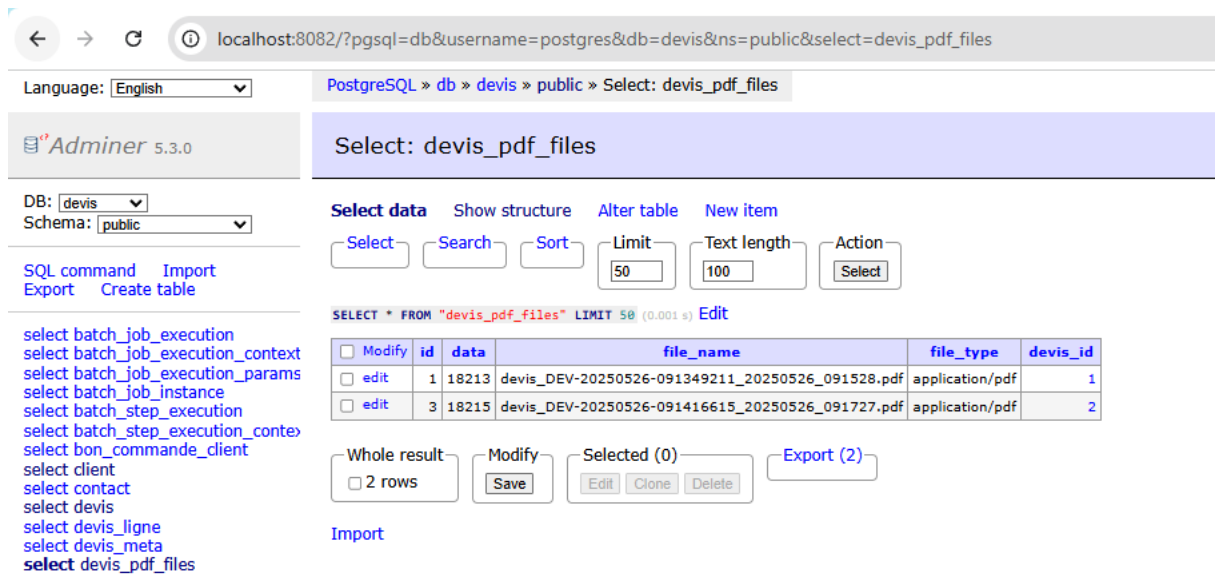 localhost:8082/?pgsql=db&username=postgres&db=devis&ns=public&select=devis_pdf_files
Language: English
PostgreSQL » db » devis » public » Select: devis_pdf_files
Adminer 5.3.0
Select: devis_pdf_files
DB: devis
Schema: public
SQL command Import
Export Create table
select batch_job_execution
select batch_job_execution_context
select batch_job_execution_params
select batch_job_instance
select batch_step_execution
select batch_step_execution_contex
select bon_commande_client
select client
select contact
select devis
select devis_ligne
select devis_meta
select devis_pdf_files
Select data Show structure Alter table New item
Select Search Sort Limit Text length Action
50 100 Select
SELECT * FROM "devis_pdf_files" LIMIT 50 (0.001 s) Edit
Modify id data file_name file_type devis_id
edit 1 18213 devis_DEV-20250526-091349211_20250526_091528.pdf application/pdf 1
edit 3 18215 devis_DEV-20250526-091416615_20250526_091727.pdf application/pdf 2
Whole result Modify Selected (0) Export (2)
2 rows Save Edit Clone Delete
Import